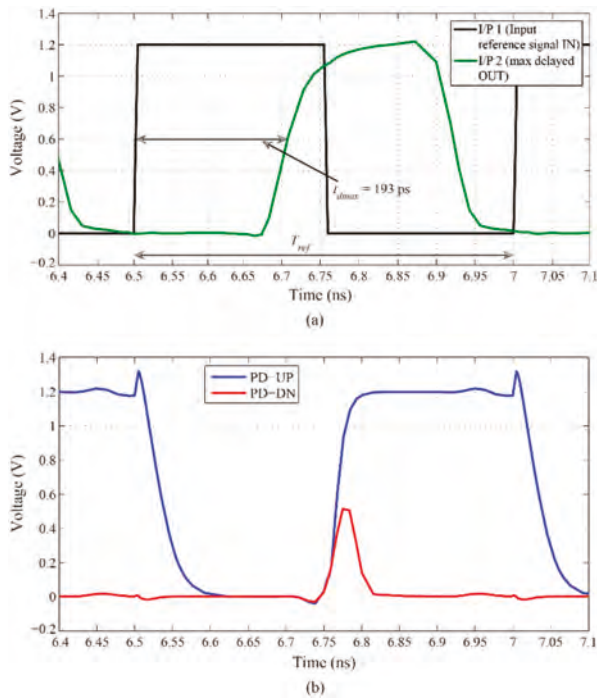 1.4
1.2
1
0.8
0.6
0.4
0.2
0
−0.2
Voltage (V)
I/P 1 (Input
reference signal IN)
I/P 2 (max delayed
OUT)
t_dmax = 193 ps
T_ref
6.4 6.45 6.5 6.55 6.6 6.65 6.7 6.75 6.8 6.85 6.9 6.95 7 7.05 7.1
Time (ns)
(a)
1.4
1.2
1
0.8
0.6
0.4
0.2
0
−0.2
Voltage (V)
PD−UP
PD−DN
6.4 6.45 6.5 6.55 6.6 6.65 6.7 6.75 6.8 6.85 6.9 6.95 7 7.05 7.1
Time (ns)
(b)